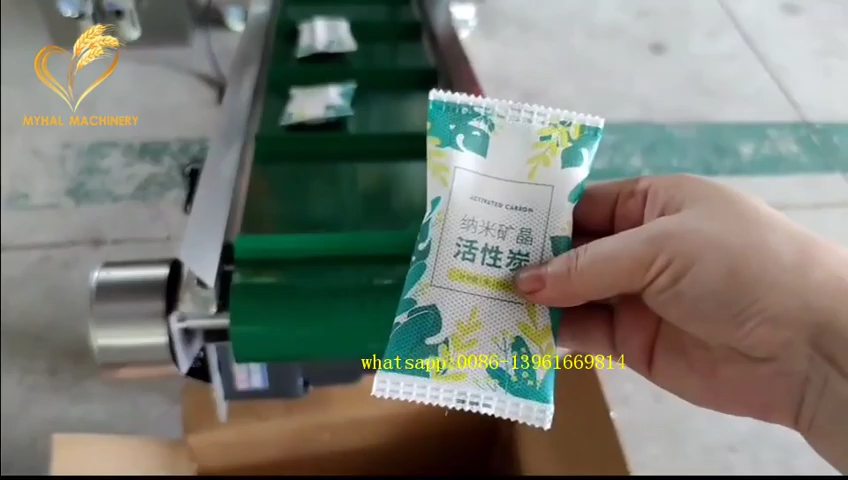 MYHAL MACHINERY
ACTIVATED CARBON
纳米矿晶
活性炭
whatsapp:0086-13961669814